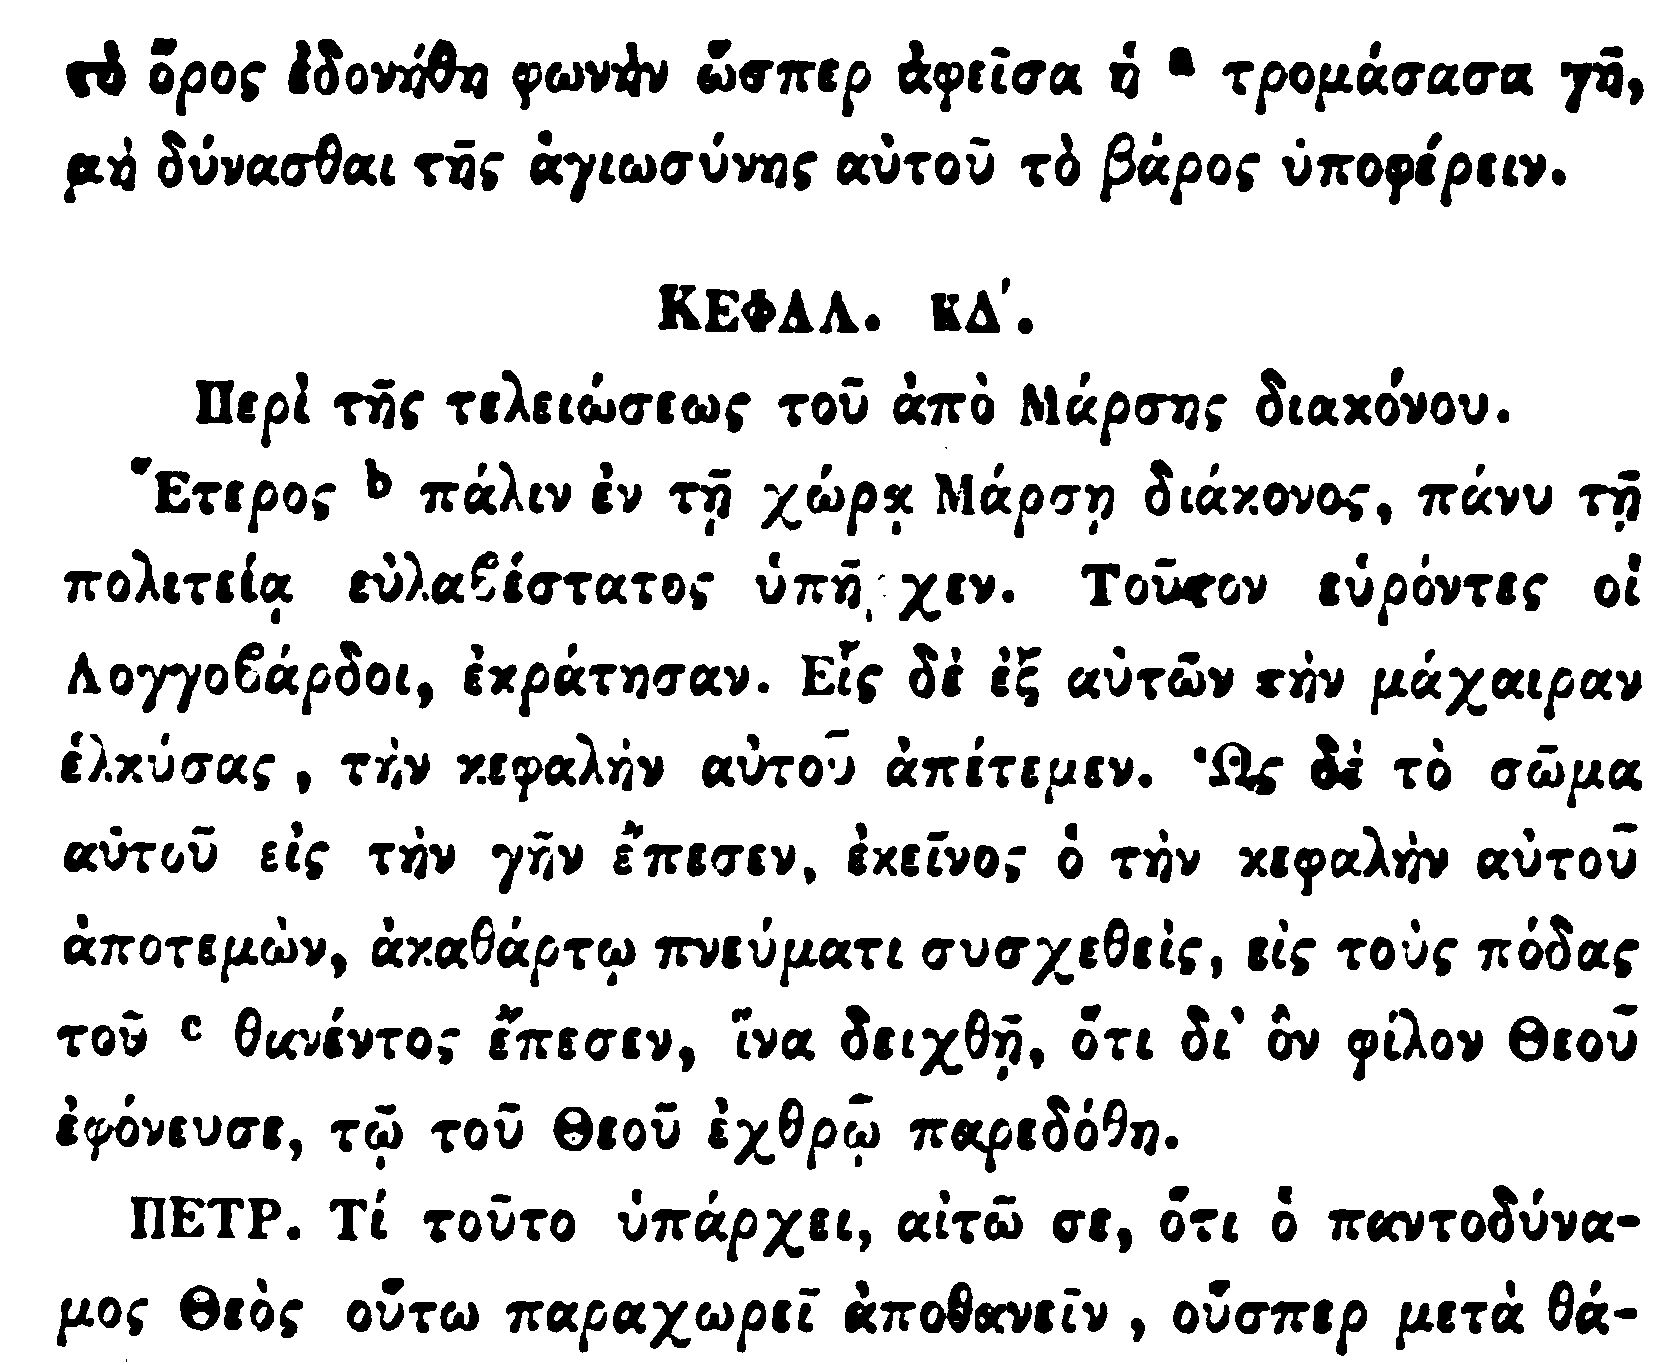 τὸ ὄρος ἐδονήθη φωνὴν ὥσπερ ἀφεῖσα ἡ a τρομάσασα γῆ,
μὴ δύνασθαι τῆς ἁγιωσύνης αὐτοῦ τὸ βάρος ὑποφέρειν.
ΚΕΦΑΛ. ΚΔʹ.
Περὶ τῆς τελειώσεως τοῦ ἀπὸ Μάρσης διακόνου.
Ἕτερος b πάλιν ἐν τῇ χώρᾳ Μάρσῃ διάκονος, πάνυ τῇ
πολιτείᾳ εὐλαϐέστατος ὑπῆρχεν. Τοῦτον εὑρόντες οἱ
Λογγοϐάρδοι, ἐκράτησαν. Εἷς δὲ ἐξ αὐτῶν τὴν μάχαιραν
ἑλκύσας, τὴν κεφαλὴν αὐτοῦ ἀπέτεμεν. Ὡς δὲ τὸ σῶμα
αὐτοῦ εἰς τὴν γῆν ἔπεσεν, ἐκεῖνος ὁ τὴν κεφαλὴν αὐτοῦ
ἀποτεμὼν, ἀκαθάρτῳ πνεύματι συσχεθεὶς, εἰς τοὺς πόδας
τοῦ c θανέντος ἔπεσεν, ἵνα δειχθῇ, ὅτι δι' ὃν φίλον Θεοῦ
ἐφόνευσε, τῷ τοῦ Θεοῦ ἐχθρῷ παρεδόθη.
ΠΕΤΡ. Τί τοῦτο ὑπάρχει, αἰτῶ σε, ὅτι ὁ παντοδύνα-
μος Θεὸς οὕτω παραχωρεῖ ἀποθανεῖν, οὕσπερ μετὰ θά-